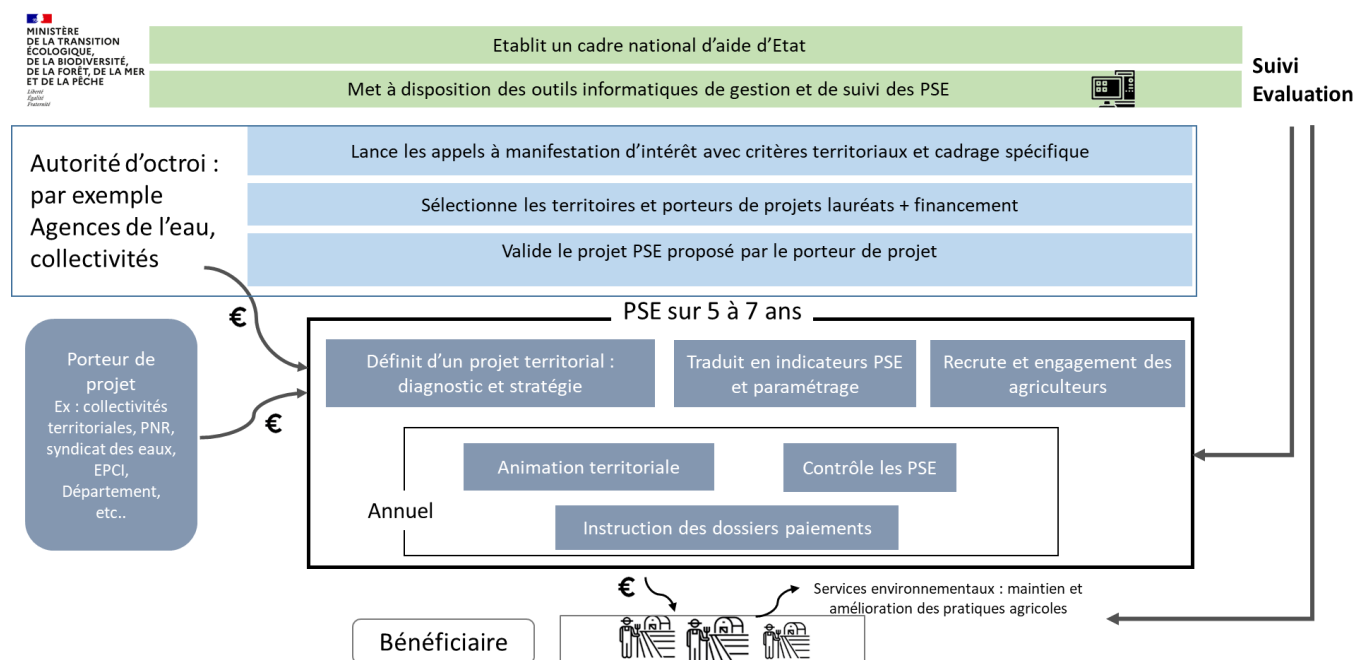 MINISTÈRE
DE LA TRANSITION
ÉCOLOGIQUE,
DE LA BIODIVERSITÉ,
DE LA FORÊT, DE LA MER
ET DE LA PÊCHE
Liberté
Égalité
Fraternité
Etablit un cadre national d'aide d'Etat
Met à disposition des outils informatiques de gestion et de suivi des PSE
Suivi
Evaluation
Autorité d'octroi :
par exemple
Agences de l'eau,
collectivités
Lance les appels à manifestation d'intérêt avec critères territoriaux et cadrage spécifique
Sélectionne les territoires et porteurs de projets lauréats + financement
Valide le projet PSE proposé par le porteur de projet
€
PSE sur 5 à 7 ans
Porteur de
projet
Ex : collectivités
territoriales, PNR,
syndicat des eaux,
EPCI,
Département,
etc..
€
Définit d'un projet territorial :
diagnostic et stratégie
Traduit en indicateurs PSE
et paramétrage
Recrute et engagement des
agriculteurs
Annuel
Animation territoriale
Contrôle les PSE
Instruction des dossiers paiements
€
Services environnementaux : maintien et
amélioration des pratiques agricoles
Bénéficiaire